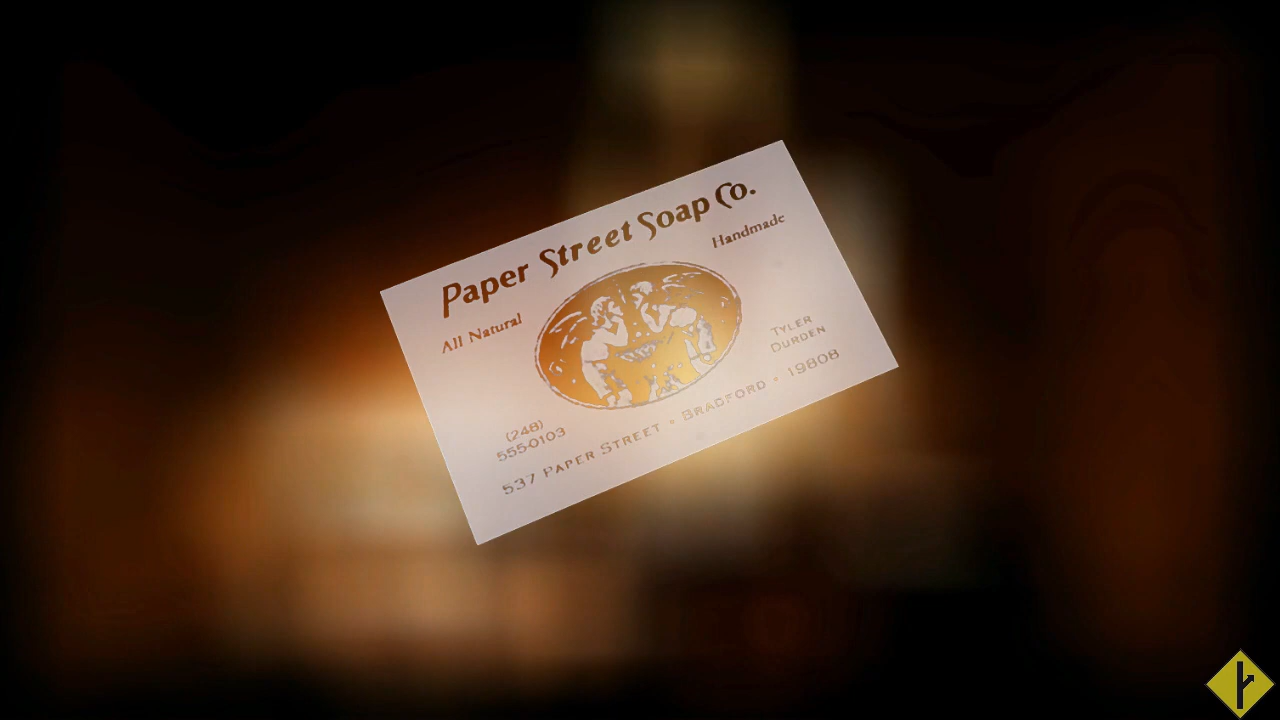 Paper Street Soap Co.
All Natural
Handmade
Tyler
Durden
(248)
555-0103
537 Paper Street • Bradford • 19808